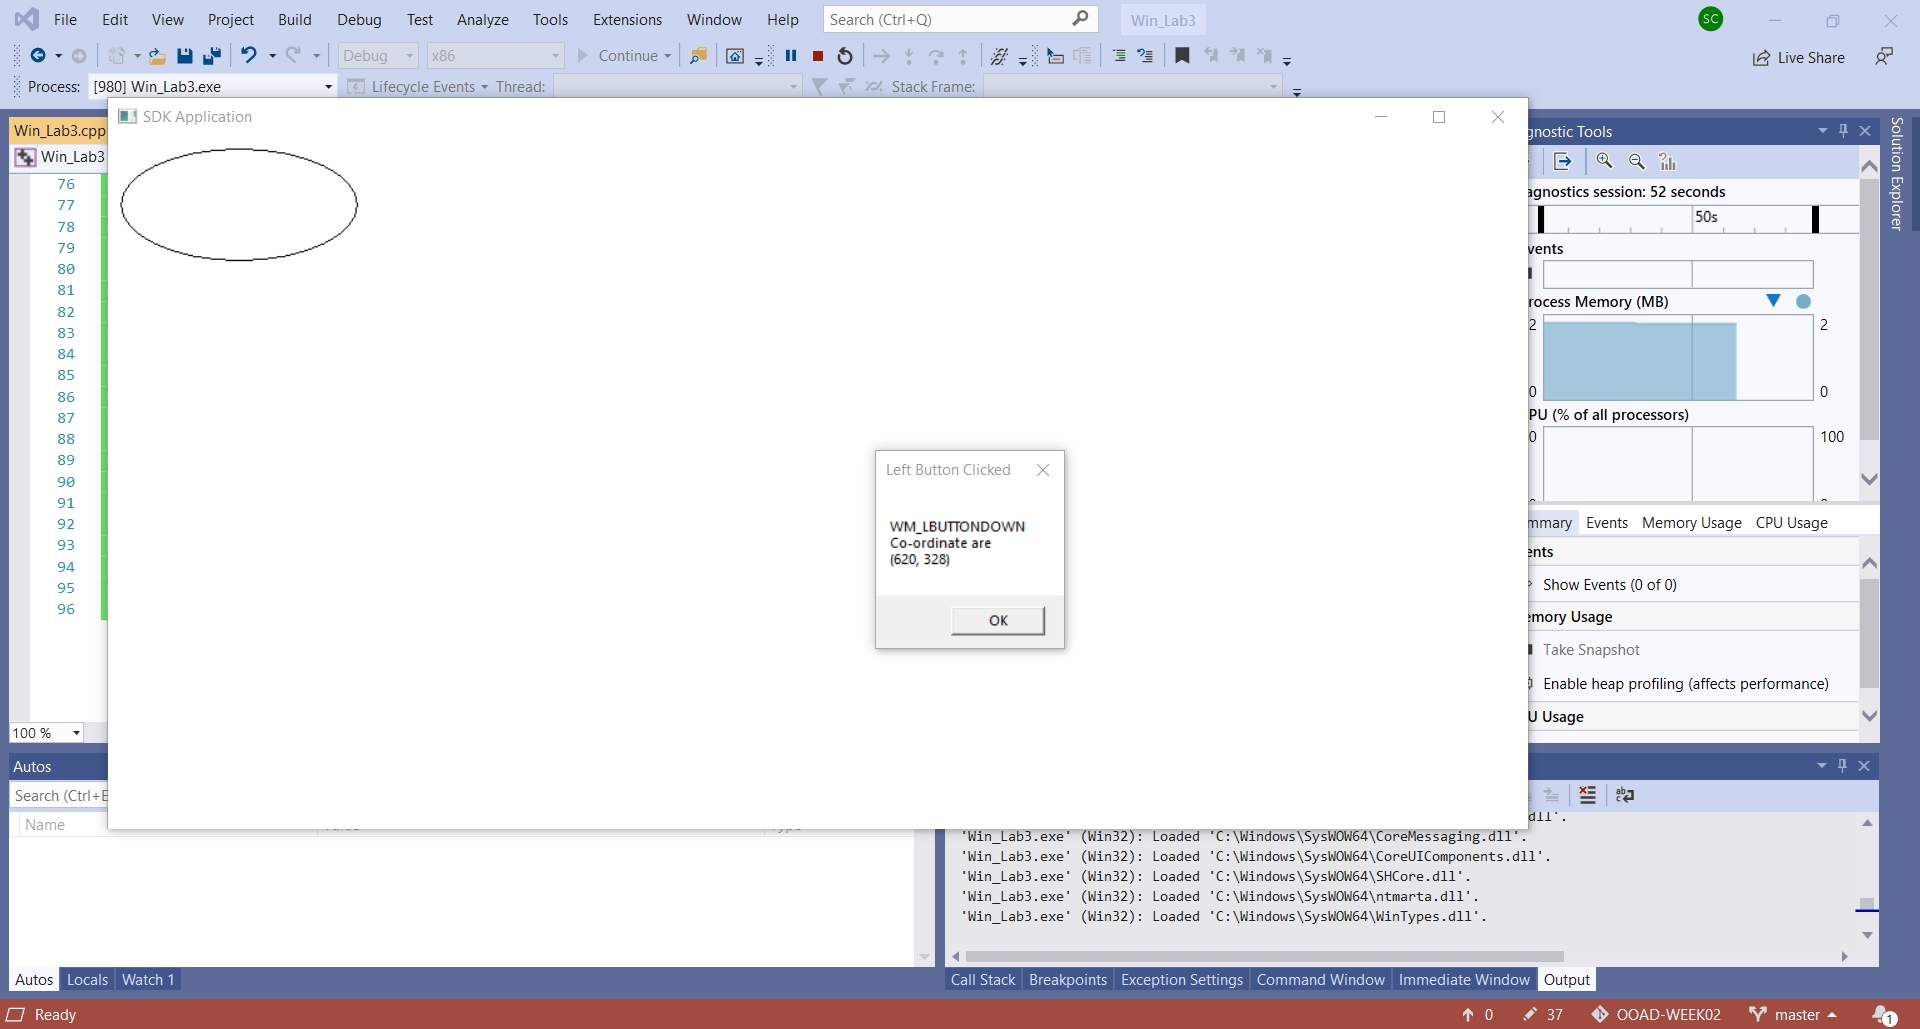 File Edit View Project Build Debug Test Analyze Tools Extensions Window Help Search (Ctrl+Q) Win_Lab3 SC
Debug x86 Continue Live Share
Process: [980] Win_Lab3.exe Lifecycle Events Thread: Stack Frame:
SDK Application
Win_Lab3.cpp
Win_Lab3
76
77
78
79
80
81
82
83
84
85
86
87
88
89
90
91
92
93
94
95
96
100 %
Left Button Clicked
WM_LBUTTONDOWN
Co-ordinate are
(620, 328)
OK
gnostic Tools
agnostics session: 52 seconds
50s
vents
rocess Memory (MB)
2 2
0 0
PU (% of all processors)
0 100
mmary Events Memory Usage CPU Usage
ents
Show Events (0 of 0)
emory Usage
Take Snapshot
Enable heap profiling (affects performance)
U Usage
Solution Explorer
Autos
Search (Ctrl+E
Name
dll'.
'Win_Lab3.exe' (Win32): Loaded 'C:\Windows\SysWOW64\CoreMessaging.dll'.
'Win_Lab3.exe' (Win32): Loaded 'C:\Windows\SysWOW64\CoreUIComponents.dll'.
'Win_Lab3.exe' (Win32): Loaded 'C:\Windows\SysWOW64\SHCore.dll'.
'Win_Lab3.exe' (Win32): Loaded 'C:\Windows\SysWOW64\ntmarta.dll'.
'Win_Lab3.exe' (Win32): Loaded 'C:\Windows\SysWOW64\WinTypes.dll'.
Autos Locals Watch 1
Call Stack Breakpoints Exception Settings Command Window Immediate Window Output
Ready 0 37 OOAD-WEEK02 master 1